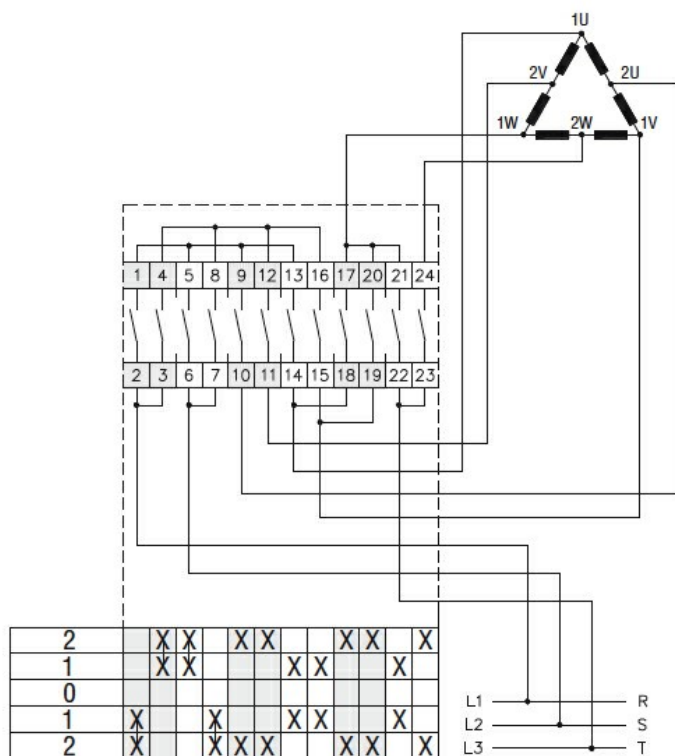 1U
2V 2U
1W 2W 1V
1 4 5 8 9 12 13 16 17 20 21 24
2 3 6 7 10 11 14 15 18 19 22 23
2 X X X X X X X
1 X X X X X
0
1 X X X X X
2 X X X X X X X
L1 R
L2 S
L3 T